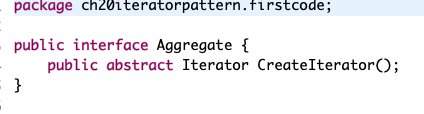 package ch20iteratorpattern.firstcode;
public interface Aggregate {
    public abstract Iterator CreateIterator();
}